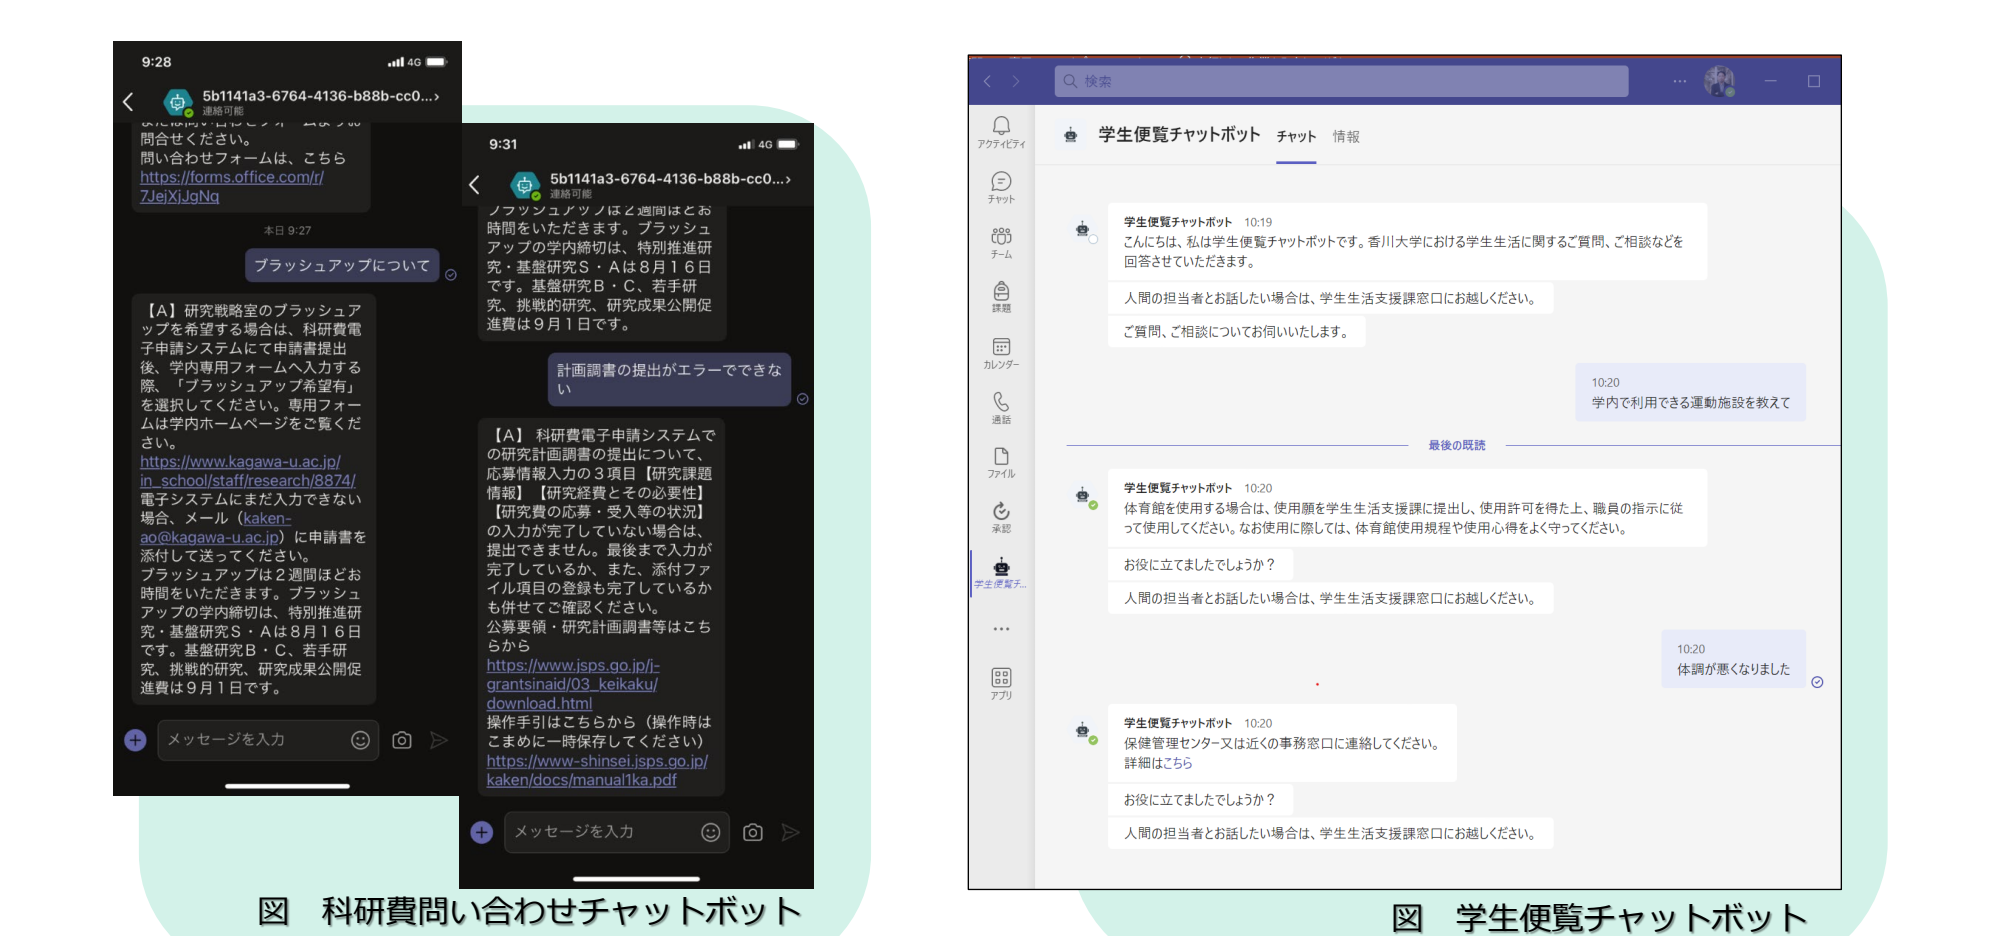 9:28
4G
5b1141a3-6764-4136-b88b-cc0...›
連絡可能
問合せください。
問い合わせフォームは、こちら
https://forms.office.com/r/
7JejXjJgNq
本日 9:27
ブラッシュアップについて
【A】研究戦略室のブラッシュア
ップを希望する場合は、科研費電
子申請システムにて申請書提出
後、学内専用フォームへ入力する
際、「ブラッシュアップ希望有」
を選択してください。専用フォー
ムは学内ホームページをご覧くだ
さい。
https://www.kagawa-u.ac.jp/
in_school/staff/research/8874/
電子システムにまだ入力できない
場合、メール（kaken-
ao@kagawa-u.ac.jp）に申請書を
添付して送ってください。
ブラッシュアップは２週間ほどお
時間をいただきます。ブラッシュ
アップの学内締切は、特別推進研
究・基盤研究Ｓ・Ａは８月１６日
です。基盤研究Ｂ・Ｃ、若手研
究、挑戦的研究、研究成果公開促
進費は９月１日です。
メッセージを入力
9:31
4G
5b1141a3-6764-4136-b88b-cc0...›
連絡可能
ブラッシュアップは２週間ほどお
時間をいただきます。ブラッシュ
アップの学内締切は、特別推進研
究・基盤研究Ｓ・Ａは８月１６日
です。基盤研究Ｂ・Ｃ、若手研
究、挑戦的研究、研究成果公開促
進費は９月１日です。
計画調書の提出がエラーでできな
い
【A】 科研費電子申請システムで
の研究計画調書の提出について、
応募情報入力の３項目【研究課題
情報】【研究経費とその必要性】
【研究費の応募・受入等の状況】
の入力が完了していない場合は、
提出できません。最後まで入力が
完了しているか、また、添付ファ
イル項目の登録も完了しているか
も併せてご確認ください。
公募要領・研究計画調書等はこち
らから
https://www.jsps.go.jp/j-
grantsinaid/03_keikaku/
download.html
操作手引はこちらから（操作時は
こまめに一時保存してください）
https://www-shinsei.jsps.go.jp/
kaken/docs/manual1ka.pdf
メッセージを入力
図　科研費問い合わせチャットボット
検索
アクティビティ
チャット
チーム
課題
カレンダー
通話
ファイル
承認
学生便覧チ...
アプリ
学生便覧チャットボット チャット 情報
学生便覧チャットボット 10:19
こんにちは、私は学生便覧チャットボットです。香川大学における学生生活に関するご質問、ご相談などを
回答させていただきます。
人間の担当者とお話したい場合は、学生生活支援課窓口にお越しください。
ご質問、ご相談についてお伺いいたします。
10:20
学内で利用できる運動施設を教えて
最後の既読
学生便覧チャットボット 10:20
体育館を使用する場合は、使用願を学生生活支援課に提出し、使用許可を得た上、職員の指示に従
って使用してください。なお使用に際しては、体育館使用規程や使用心得をよく守ってください。
お役に立てましたでしょうか？
人間の担当者とお話したい場合は、学生生活支援課窓口にお越しください。
10:20
体調が悪くなりました
学生便覧チャットボット 10:20
保健管理センター又は近くの事務窓口に連絡してください。
詳細はこちら
お役に立てましたでしょうか？
人間の担当者とお話したい場合は、学生生活支援課窓口にお越しください。
図　学生便覧チャットボット